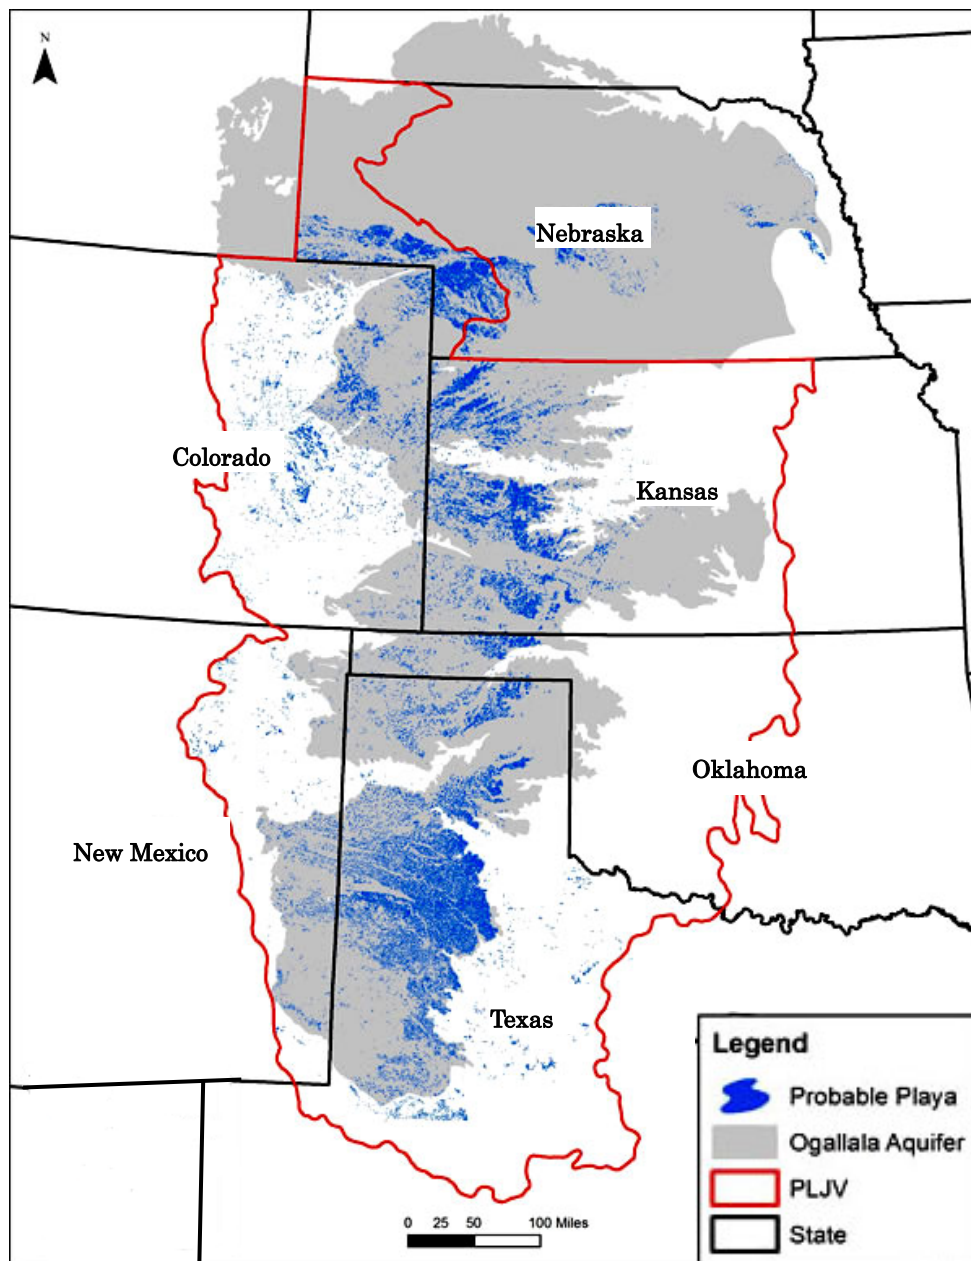 N
Nebraska
Colorado
Kansas
Oklahoma
New Mexico
Texas
Legend
Probable Playa
Ogallala Aquifer
PLJV
State
0 25 50 100 Miles